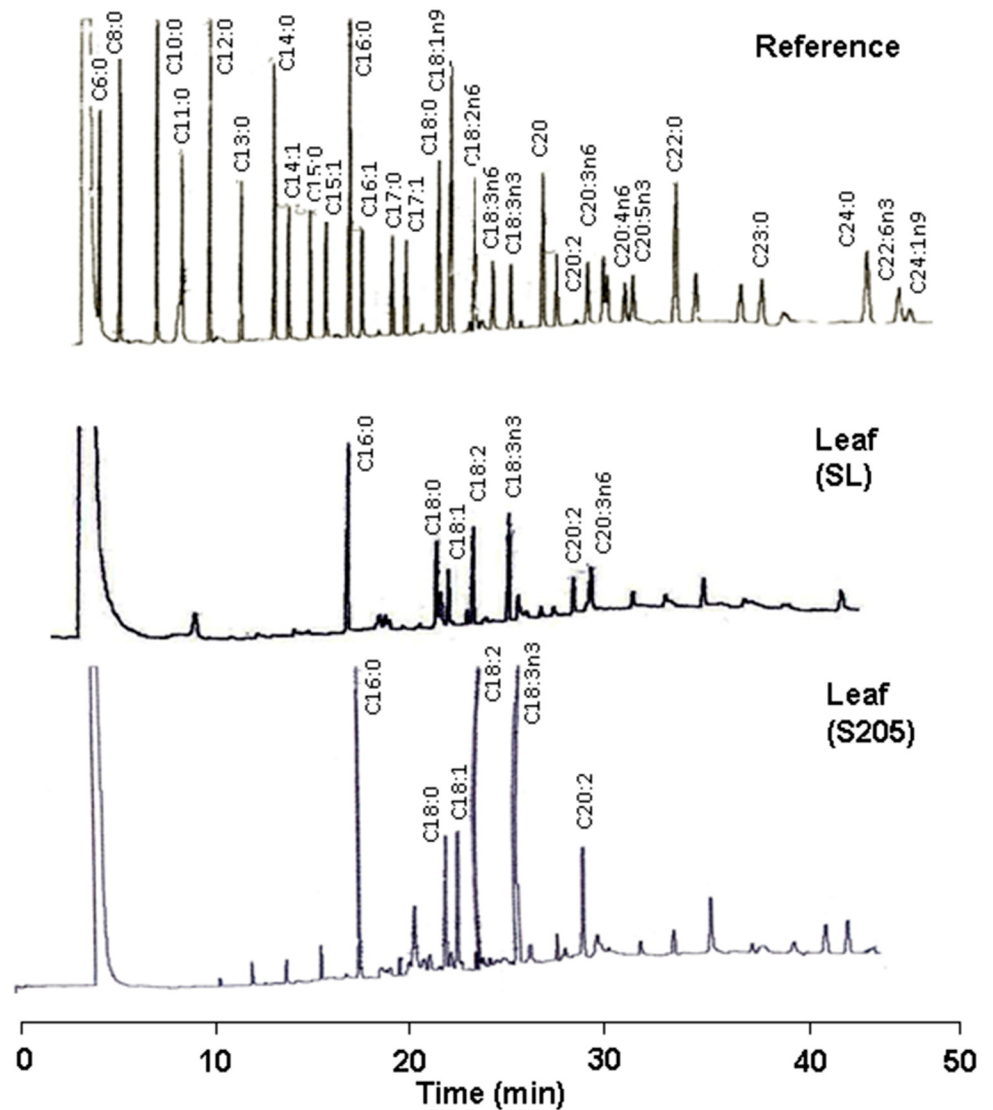 Reference
C6:0
C8:0
C10:0
C11:0
C12:0
C13:0
C14:0
C14:1
C15:0
C15:1
C16:0
C16:1
C17:0
C17:1
C18:0
C18:1n9
C18:2n6
C18:3n6
C18:3n3
C20
C20:2
C20:3n6
C20:4n6
C20:5n3
C22:0
C23:0
C24:0
C22:6n3
C24:1n9
Leaf
(SL)
C16:0
C18:0
C18:1
C18:2
C18:3n3
C20:2
C20:3n6
Leaf
(S205)
C16:0
C18:0
C18:1
C18:2
C18:3n3
C20:2
0 10 20 30 40 50
Time (min)